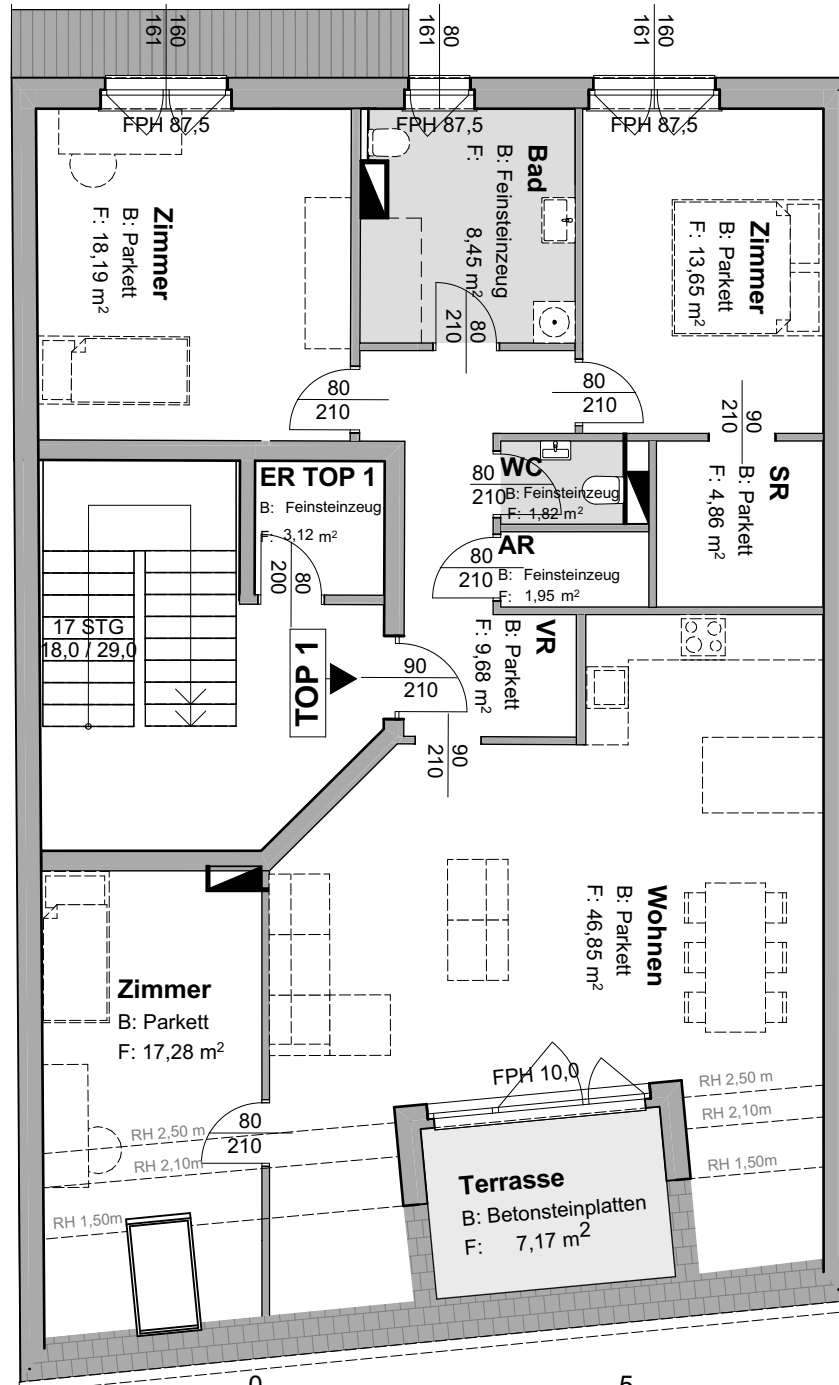 160
161
80
161
160
161
FPH 87,5
FPH 87,5
FPH 87,5
Zimmer
B: Parkett
F: 18,19 m²
Bad
B: Feinsteinzeug
F: 8,45 m²
Zimmer
B: Parkett
F: 13,65 m²
80
210
80
210
80
210
90
210
SR
B: Parkett
F: 4,86 m²
ER TOP 1
B: Feinsteinzeug
F: 3,12 m²
80
200
WC
B: Feinsteinzeug
F: 1,82 m²
80
210
AR
B: Feinsteinzeug
F: 1,95 m²
80
210
17 STG
18,0 / 29,0
TOP 1
90
210
VR
B: Parkett
F: 9,68 m²
90
210
Wohnen
B: Parkett
F: 46,85 m²
Zimmer
B: Parkett
F: 17,28 m²
80
210
FPH 10,0
RH 2,50 m
RH 2,10m
RH 1,50m
RH 2,50 m
RH 2,10m
RH 1,50m
Terrasse
B: Betonsteinplatten
F: 7,17 m²
0
5